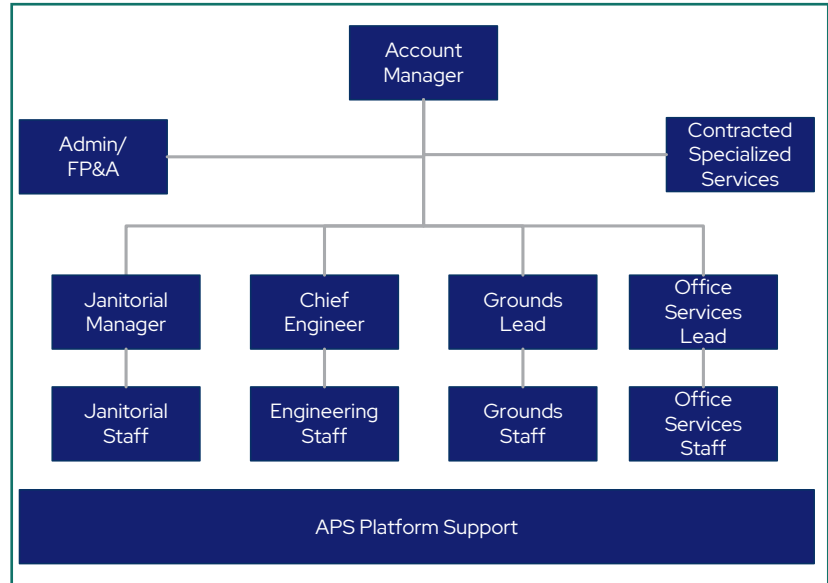 Account
Manager
Admin/
FP&A
Contracted
Specialized
Services
Janitorial
Manager
Chief
Engineer
Grounds
Lead
Office
Services
Lead
Janitorial
Staff
Engineering
Staff
Grounds
Staff
Office
Services
Staff
APS Platform Support